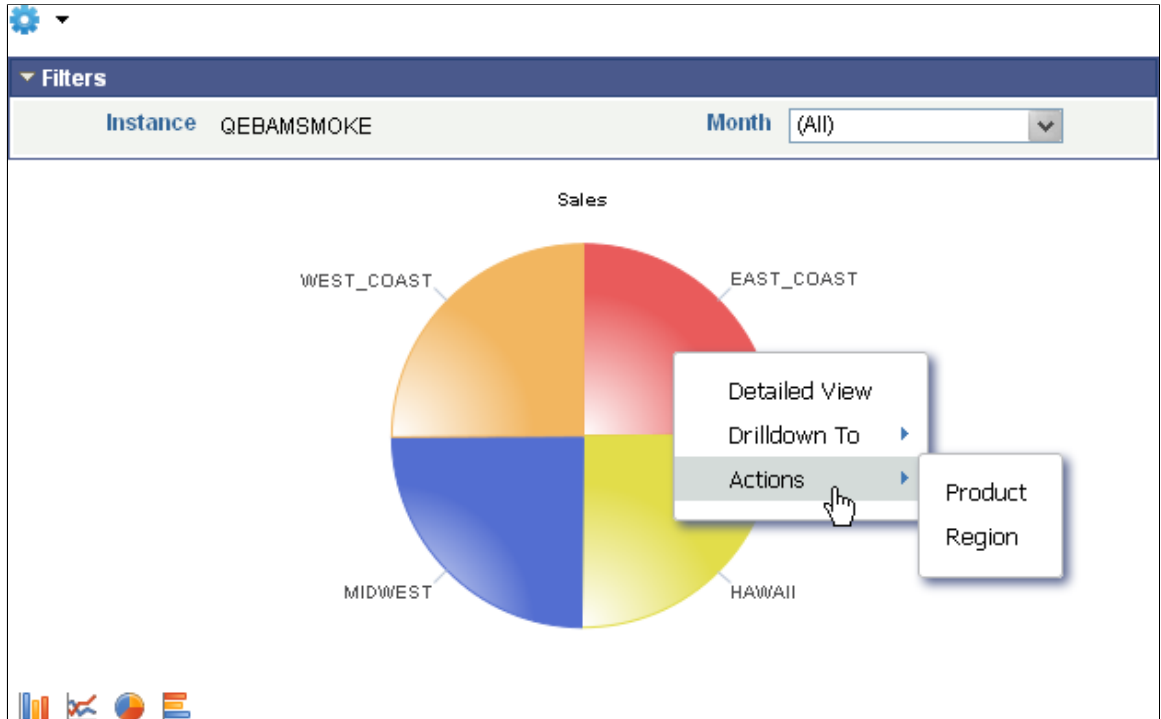 Filters
Instance QEBAMSMOKE Month (All)
Sales
WEST_COAST
EAST_COAST
Detailed View
Drilldown To
Actions
Product
Region
MIDWEST
HAWAII